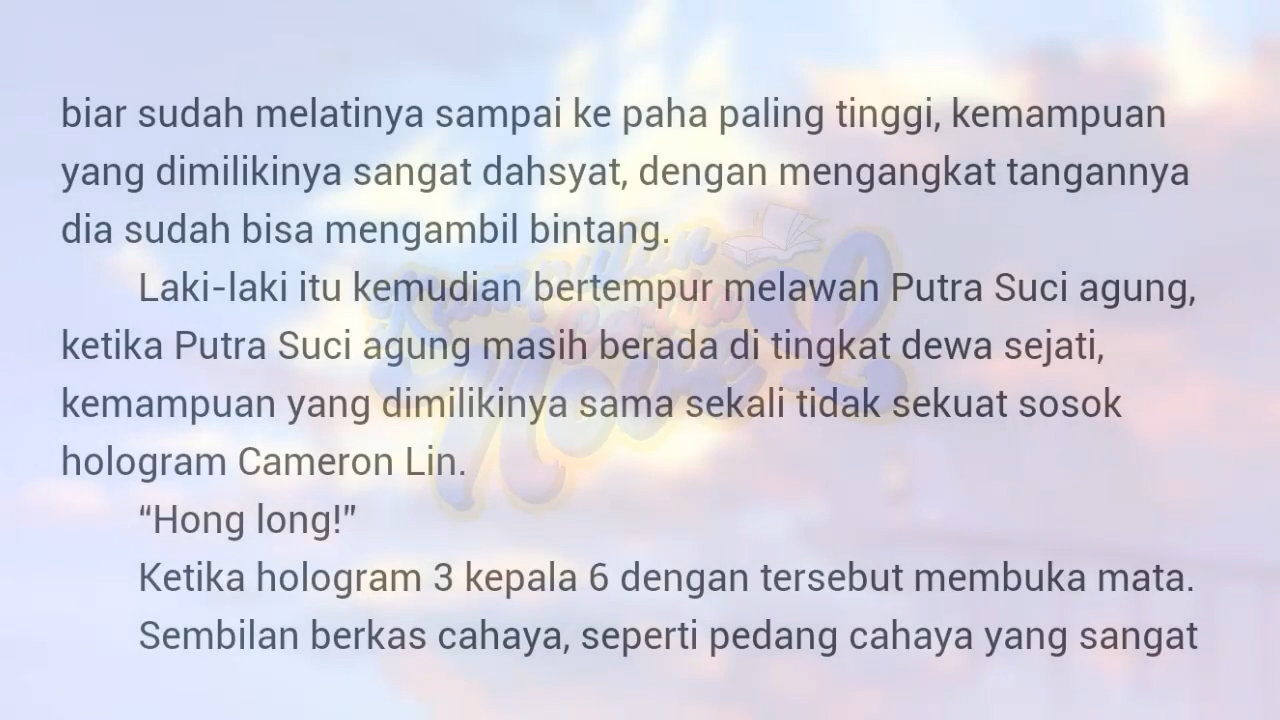 biar sudah melatinya sampai ke paha paling tinggi, kemampuan
yang dimilikinya sangat dahsyat, dengan mengangkat tangannya
dia sudah bisa mengambil bintang.
Laki-laki itu kemudian bertempur melawan Putra Suci agung,
ketika Putra Suci agung masih berada di tingkat dewa sejati,
kemampuan yang dimilikinya sama sekali tidak sekuat sosok
hologram Cameron Lin.
“Hong long!”
Ketika hologram 3 kepala 6 dengan tersebut membuka mata.
Sembilan berkas cahaya, seperti pedang cahaya yang sangat